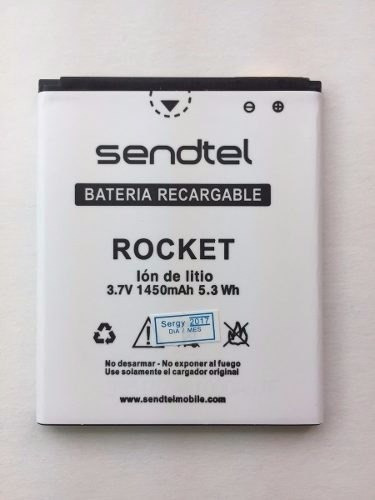 sendtel
BATERIA RECARGABLE
ROCKET
Ión de litio
3.7V 1450mAh 5.3 Wh
Sergy 2017
DIA / MES
No desarmar - No exponer al fuego
Use solamente el cargador original
www.sendtelmobile.com